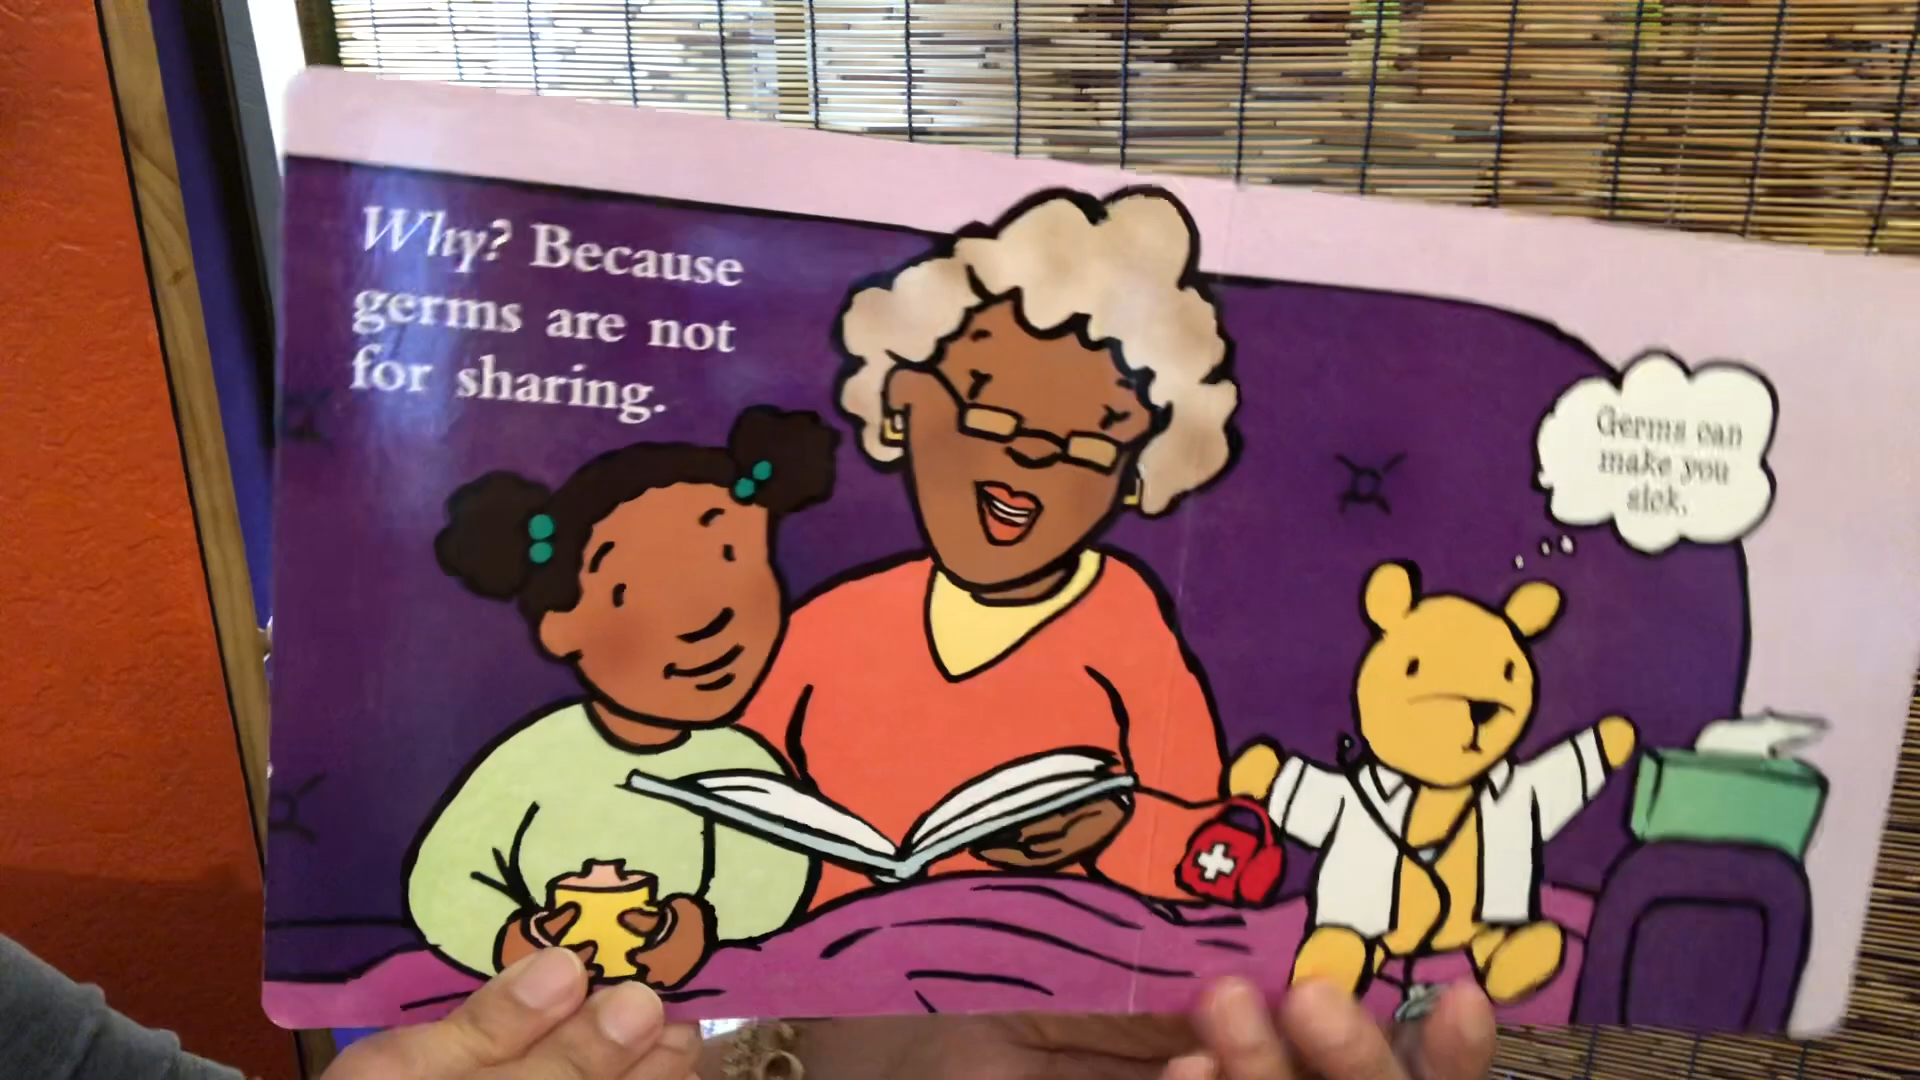 Why? Because
germs are not
for sharing.
Germs can
make you
sick.